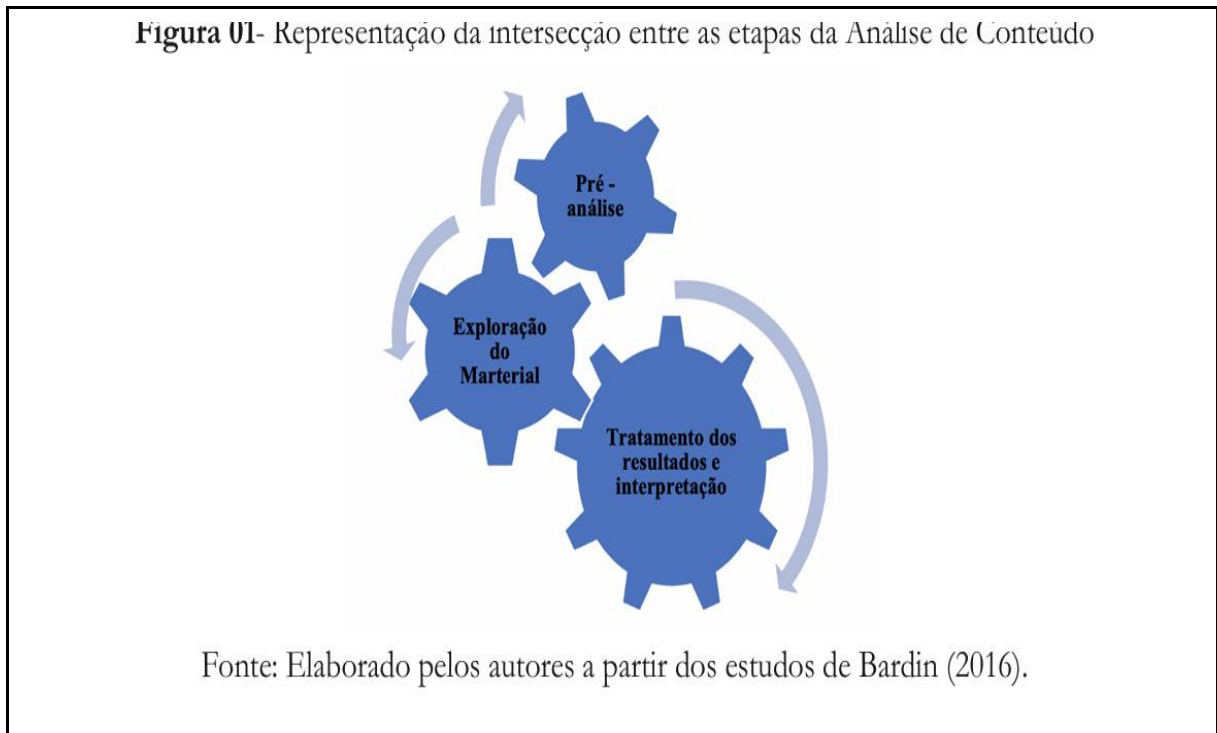 Figura 01- Representação da intersecção entre as etapas da Análise de Conteúdo
Pré -
análise
Exploração
do
Marterial
Tratamento dos
resultados e
interpretação
Fonte: Elaborado pelos autores a partir dos estudos de Bardin (2016).